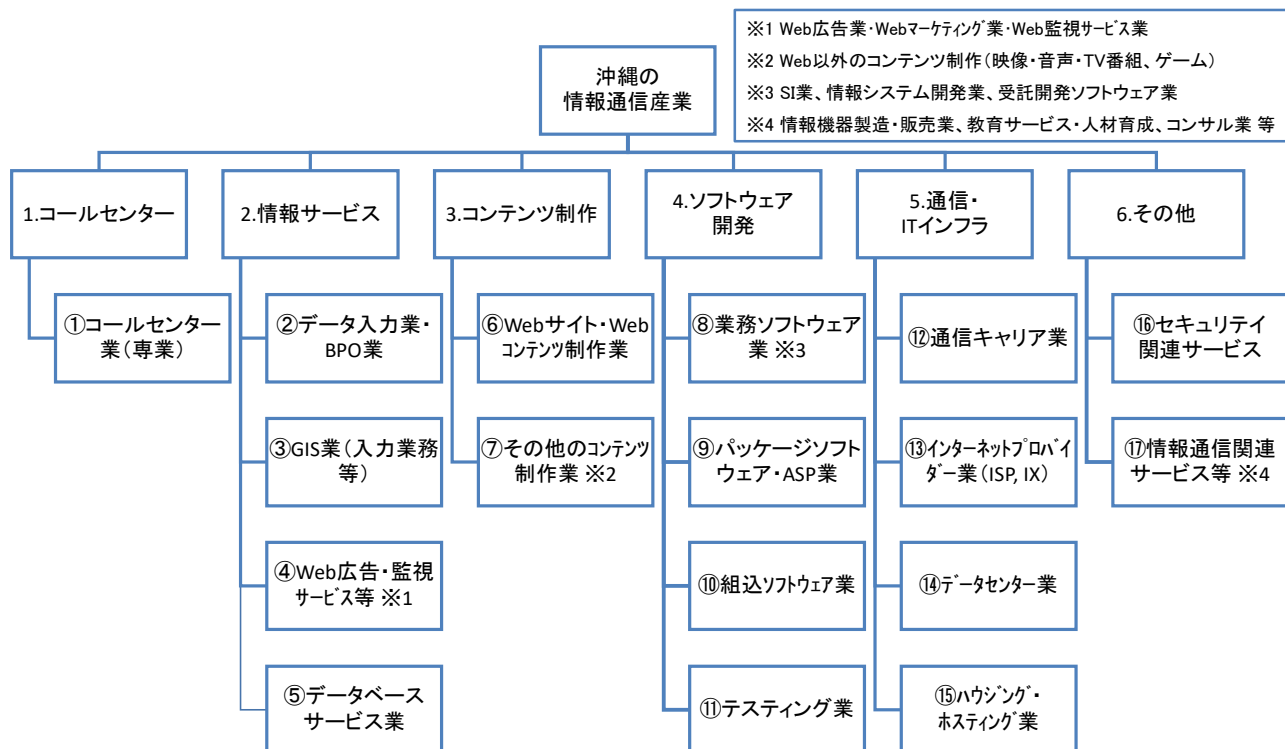 ※1 Web広告業・Webマーケティング業・Web監視サービス業
※2 Web以外のコンテンツ制作(映像・音声・TV番組、ゲーム)
※3 SI業、情報システム開発業、受託開発ソフトウェア業
※4 情報機器製造・販売業、教育サービス・人材育成、コンサル業 等
沖縄の
情報通信産業
1.コールセンター
2.情報サービス
3.コンテンツ制作
4.ソフトウェア
開発
5.通信・
ITインフラ
6.その他
①コールセンター
業(専業)
②データ入力業・
BPO業
③GIS業(入力業務
等)
④Web広告・監視
サービス等 ※1
⑤データベース
サービス業
⑥Webサイト・Web
コンテンツ制作業
⑦その他のコンテンツ
制作業 ※2
⑧業務ソフトウェア
業 ※3
⑨パッケージソフト
ウェア・ASP業
⑩組込ソフトウェア業
⑪テスティング業
⑫通信キャリア業
⑬インターネットプロバイ
ダー業(ISP, IX)
⑭データセンター業
⑮ハウジング・
ホスティング業
⑯セキュリテイ
関連サービス
⑰情報通信関連
サービス等 ※4